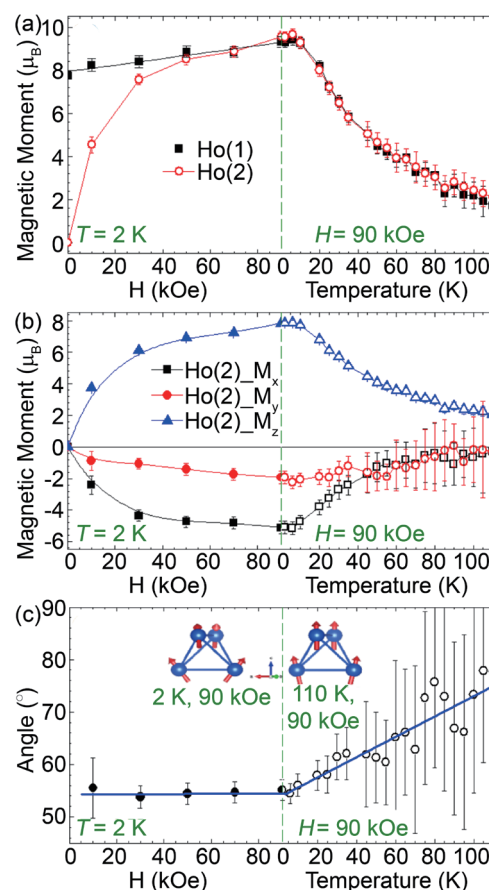 (a)
10
8
6
4
2
0
Magnetic Moment (μB)
Ho(1)
Ho(2)
T = 2 K
H = 90 kOe
0 20 40 60 80 0 20 40 60 80 100
H (kOe)
Temperature (K)
(b)
8
6
4
2
0
-2
-4
-6
Magnetic Moment (μB)
Ho(2)_Mx
Ho(2)_My
Ho(2)_Mz
T = 2 K
H = 90 kOe
0 20 40 60 80 0 20 40 60 80 100
H (kOe)
Temperature (K)
(c)
90
80
70
60
50
Angle (°)
2 K, 90 kOe
110 K,
90 kOe
T = 2 K
H = 90 kOe
0 20 40 60 80 0 20 40 60 80 100
H (kOe)
Temperature (K)